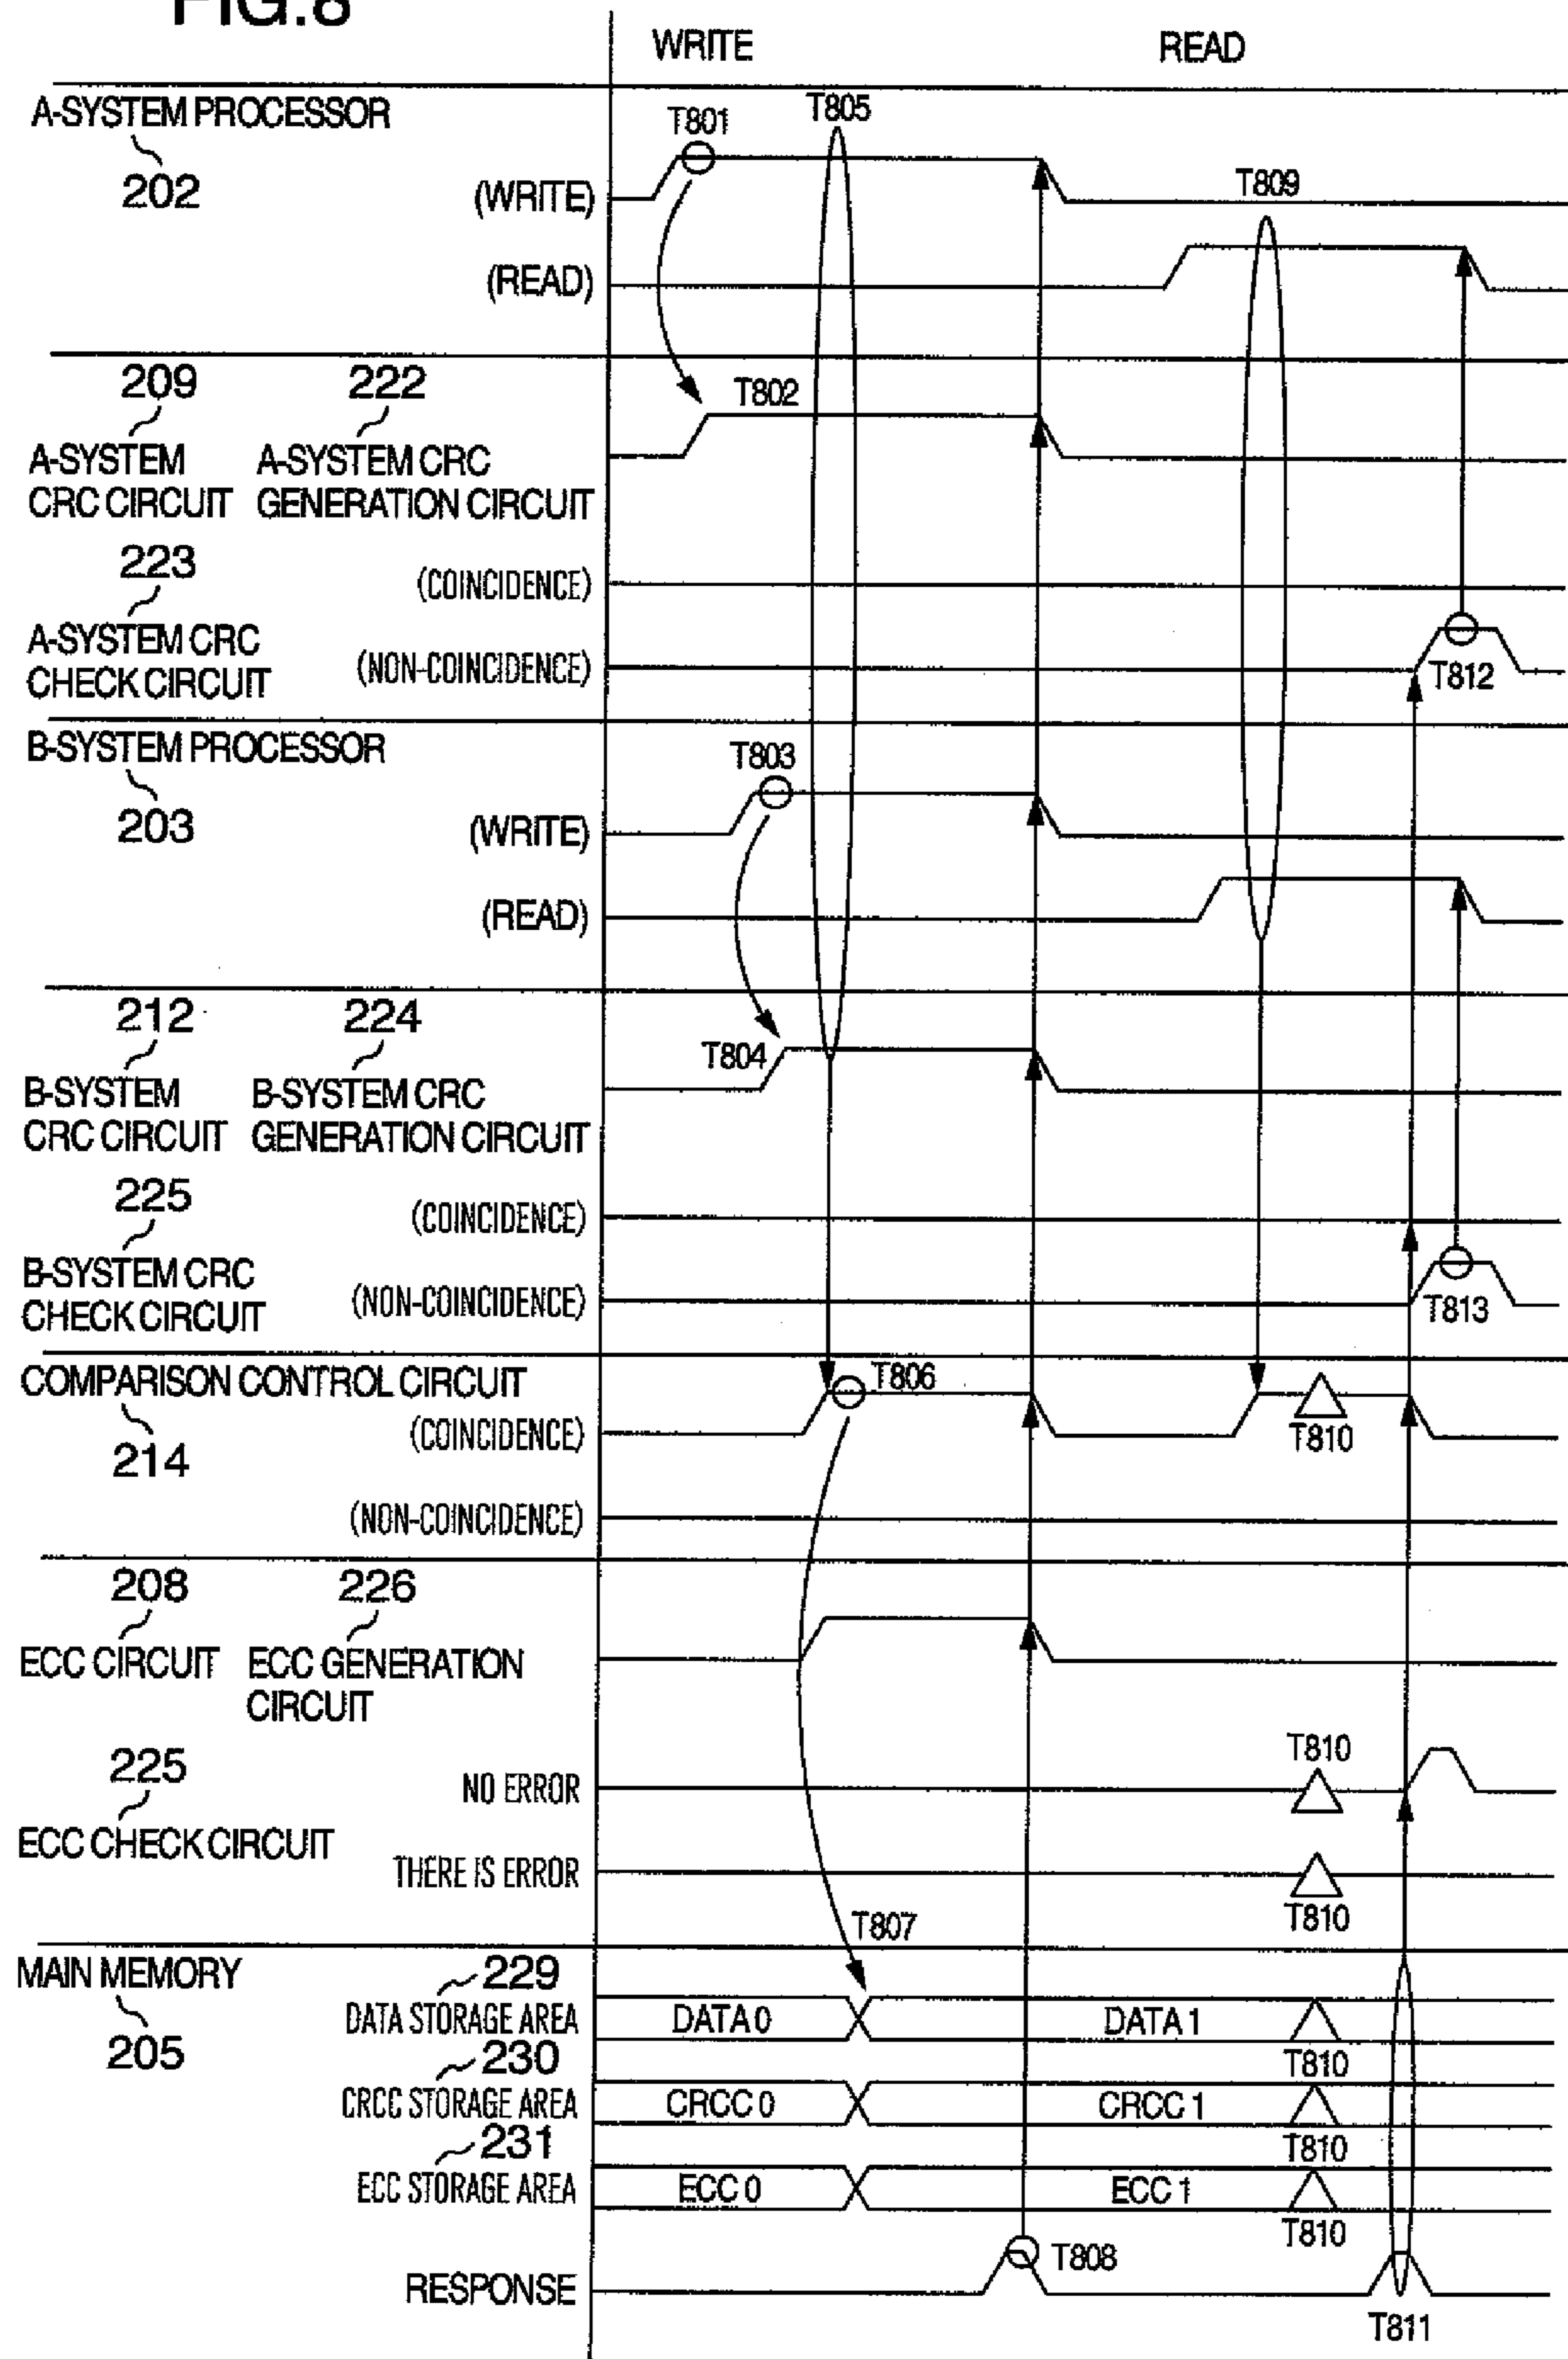 FIG.8
WRITE READ
A-SYSTEM PROCESSOR
202
T801
T805
(WRITE)
T809
(READ)
209 222
T802
A-SYSTEM CRC CIRCUIT
A-SYSTEM CRC GENERATION CIRCUIT
223
(COINCIDENCE)
A-SYSTEM CRC CHECK CIRCUIT
(NON-COINCIDENCE)
T812
B-SYSTEM PROCESSOR
203
T803
(WRITE)
(READ)
212 224
T804
B-SYSTEM CRC CIRCUIT
B-SYSTEM CRC GENERATION CIRCUIT
225
(COINCIDENCE)
B-SYSTEM CRC CHECK CIRCUIT
(NON-COINCIDENCE)
T813
COMPARISON CONTROL CIRCUIT
214
T806
(COINCIDENCE)
T810
(NON-COINCIDENCE)
208 226
ECC CIRCUIT
ECC GENERATION CIRCUIT
225
T810
NO ERROR
ECC CHECK CIRCUIT
THERE IS ERROR
T810
T807
MAIN MEMORY
205
229
DATA STORAGE AREA
DATA 0 DATA 1
T810
230
CRCC STORAGE AREA
CRCC 0 CRCC 1
T810
231
ECC STORAGE AREA
ECC 0 ECC 1
T810
T808
RESPONSE
T811